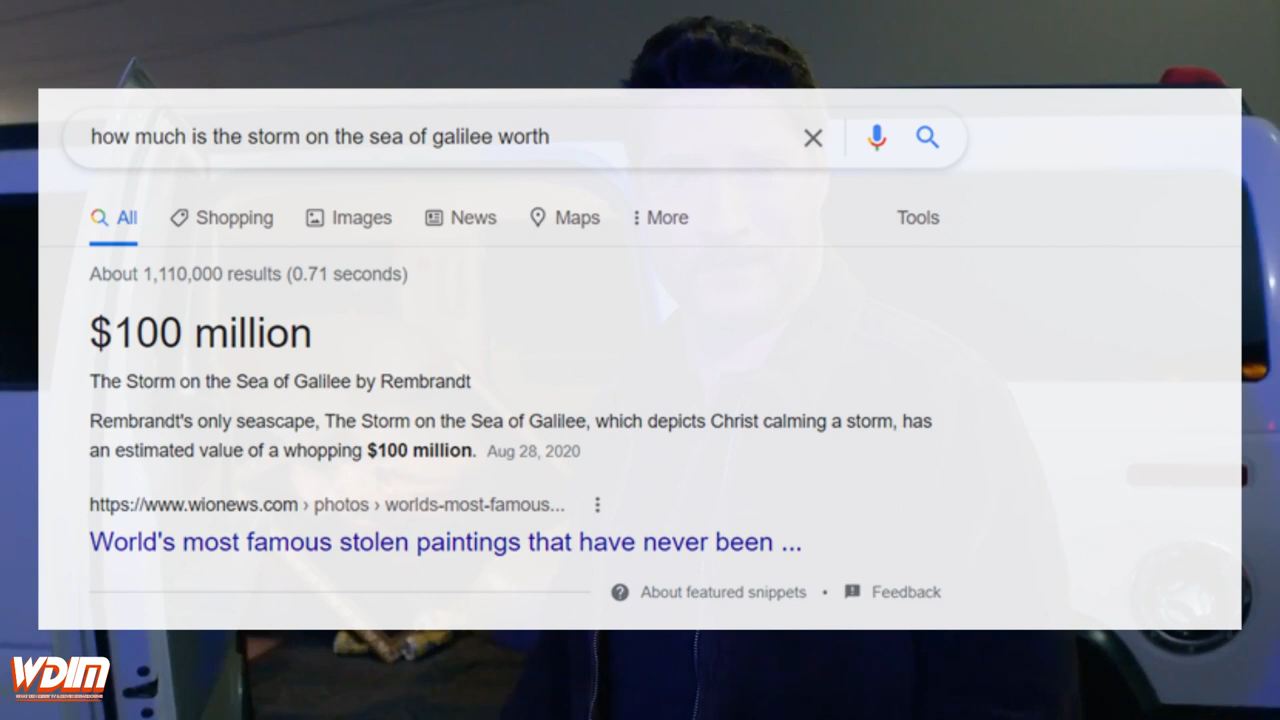 how much is the storm on the sea of galilee worth
All Shopping Images News Maps More Tools
About 1,110,000 results (0.71 seconds)
$100 million
The Storm on the Sea of Galilee by Rembrandt
Rembrandt's only seascape, The Storm on the Sea of Galilee, which depicts Christ calming a storm, has
an estimated value of a whopping $100 million. Aug 28, 2020
https://www.wionews.com › photos › worlds-most-famous...
World's most famous stolen paintings that have never been ...
About featured snippets • Feedback
WDIM